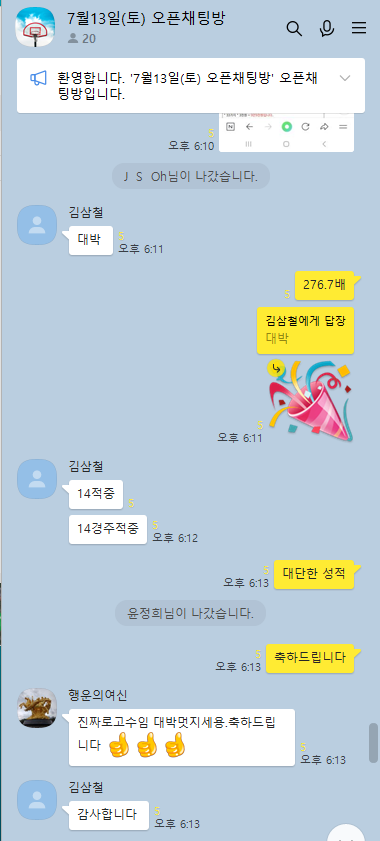 7월13일(토) 오픈채팅방
20
환영합니다. '7월13일(토) 오픈채팅방' 오픈채
팅방입니다.
5
오후 6:10
J S Oh님이 나갔습니다.
김삼철
대박
5
오후 6:11
276.7배
5
김삼철에게 답장
대박
5
오후 6:11
김삼철
14적중
5
14경주적중
5
오후 6:12
대단한 성적
5
오후 6:13
윤정희님이 나갔습니다.
축하드립니다
5
오후 6:13
행운의여신
진짜로고수임 대박멋지세용.축하드립
니다
5
오후 6:13
김삼철
감사합니다
5
오후 6:13